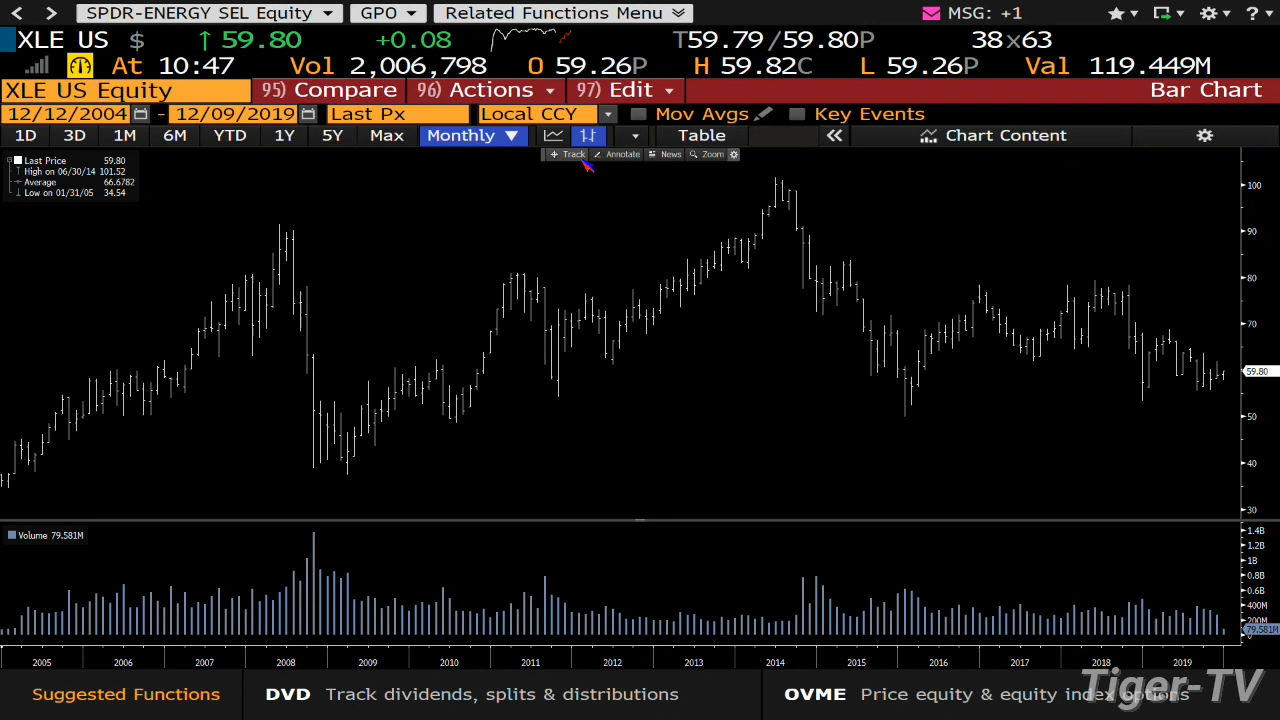 SPDR-ENERGY SEL Equity GPO Related Functions Menu MSG: +1 ?
XLE US $ ↑ 59.80 +0.08 T59.79/59.80P 38x63
At 10:47 Vol 2,006,798 O 59.26P H 59.82C L 59.26P Val 119.449M
XLE US Equity 95) Compare 96) Actions 97) Edit Bar Chart
12/12/2004 - 12/09/2019 Last Px Local CCY Mov Avgs Key Events
1D 3D 1M 6M YTD 1Y 5Y Max Monthly ▼ Table « Chart Content
Track Annotate News Zoom
Last Price 59.80
High on 06/30/14 101.52
Average 66.6782
Low on 01/31/05 34.54
100
90
80
70
59.80
50
40
30
Volume 79.581M
1.4B
1.2B
1B
0.8B
0.6B
400M
200M
79.581M
0
2005 2006 2007 2008 2009 2010 2011 2012 2013 2014 2015 2016 2017 2018 2019
Suggested Functions DVD Track dividends, splits & distributions OVME Price equity & equity index options
Tiger-TV